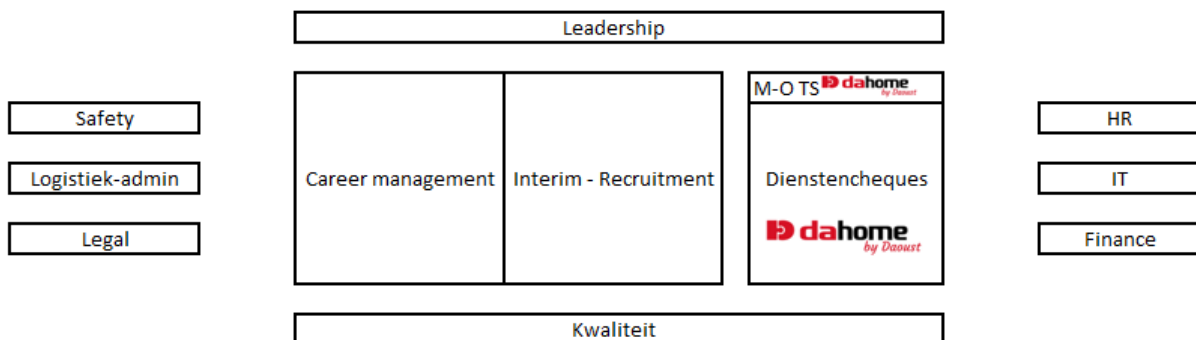 Leadership
M-O TS dahome
by Daoust
Safety
HR
Logistiek-admin
Career management
Interim - Recruitment
Dienstencheques
IT
dahome
by Daoust
Legal
Finance
Kwaliteit